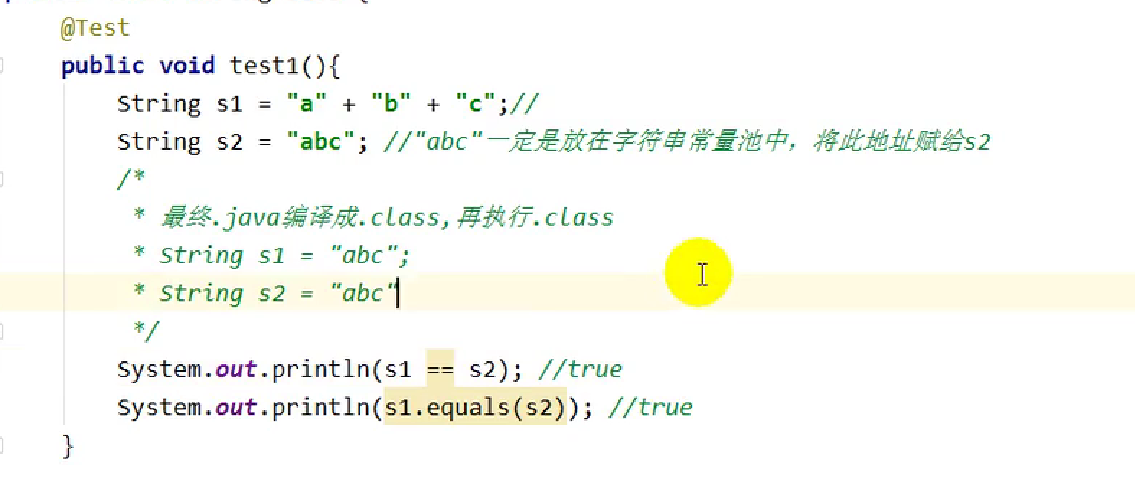 @Test
public void test1(){
String s1 = "a" + "b" + "c";//
String s2 = "abc"; //"abc"一定是放在字符串常量池中，将此地址赋给s2
/*
* 最终.java编译成.class,再执行.class
* String s1 = "abc";
* String s2 = "abc"
*/
System.out.println(s1 == s2); //true
System.out.println(s1.equals(s2)); //true
}